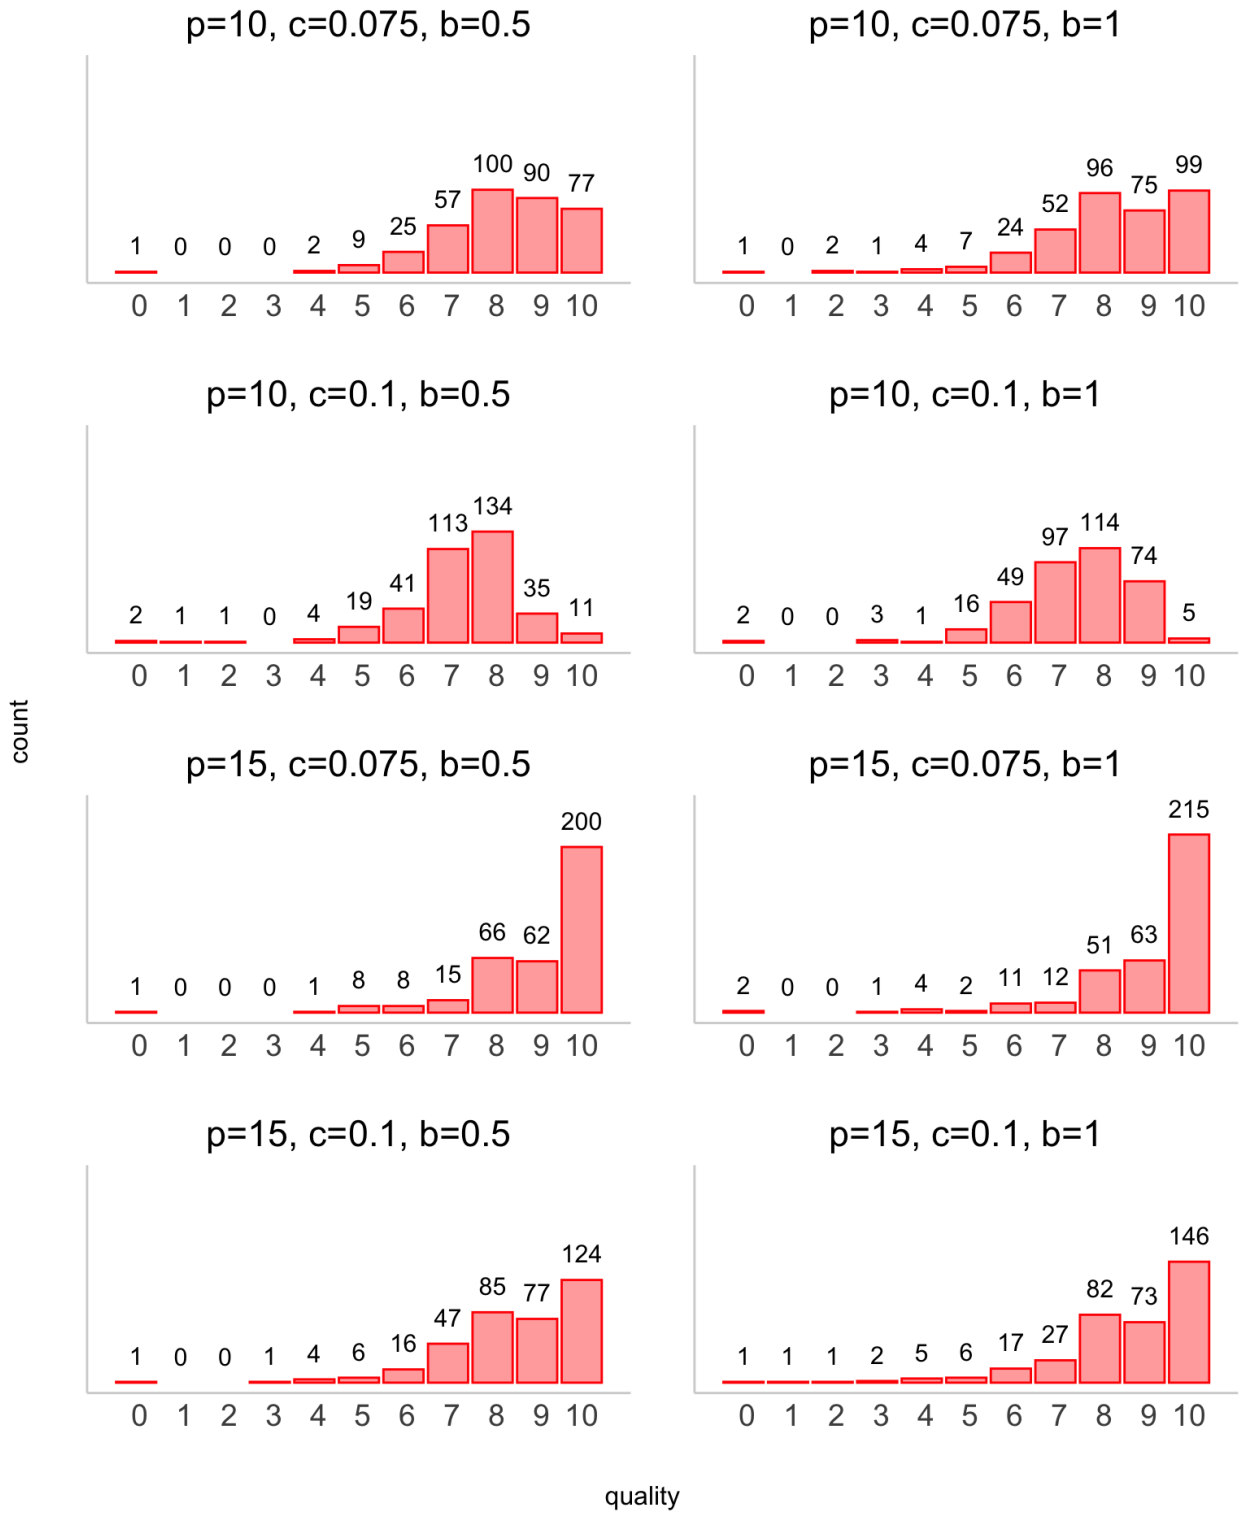 p=10, c=0.075, b=0.5
1 0 0 0 2 9 25 57 100 90 77
0 1 2 3 4 5 6 7 8 9 10
p=10, c=0.075, b=1
1 0 2 1 4 7 24 52 96 75 99
0 1 2 3 4 5 6 7 8 9 10
p=10, c=0.1, b=0.5
2 1 1 0 4 19 41 113 134 35 11
0 1 2 3 4 5 6 7 8 9 10
p=10, c=0.1, b=1
2 0 0 3 1 16 49 97 114 74 5
0 1 2 3 4 5 6 7 8 9 10
count
p=15, c=0.075, b=0.5
1 0 0 0 1 8 8 15 66 62 200
0 1 2 3 4 5 6 7 8 9 10
p=15, c=0.075, b=1
2 0 0 1 4 2 11 12 51 63 215
0 1 2 3 4 5 6 7 8 9 10
p=15, c=0.1, b=0.5
1 0 0 1 4 6 16 47 85 77 124
0 1 2 3 4 5 6 7 8 9 10
p=15, c=0.1, b=1
1 1 1 2 5 6 17 27 82 73 146
0 1 2 3 4 5 6 7 8 9 10
quality